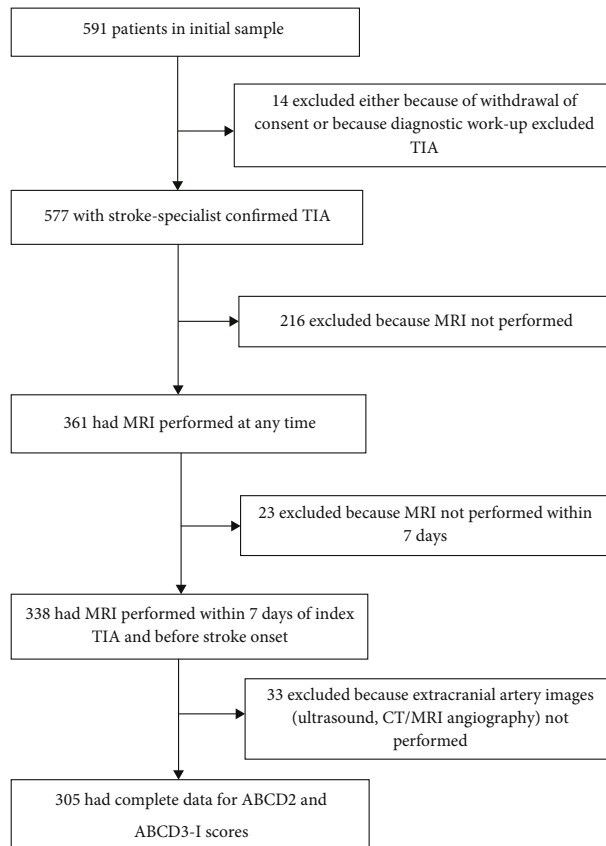 591 patients in initial sample
14 excluded either because of withdrawal of
consent or because diagnostic work-up excluded
TIA
577 with stroke-specialist confirmed TIA
216 excluded because MRI not performed
361 had MRI performed at any time
23 excluded because MRI not performed within
7 days
338 had MRI performed within 7 days of index
TIA and before stroke onset
33 excluded because extracranial artery images
(ultrasound, CT/MRI angiography) not
performed
305 had complete data for ABCD2 and
ABCD3-I scores